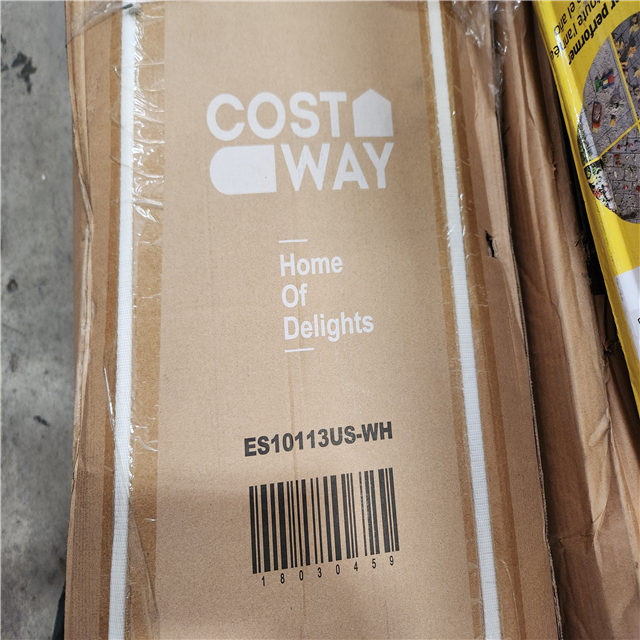 COST
WAY
Home
Of
Delights
ES10113US-WH
18030459